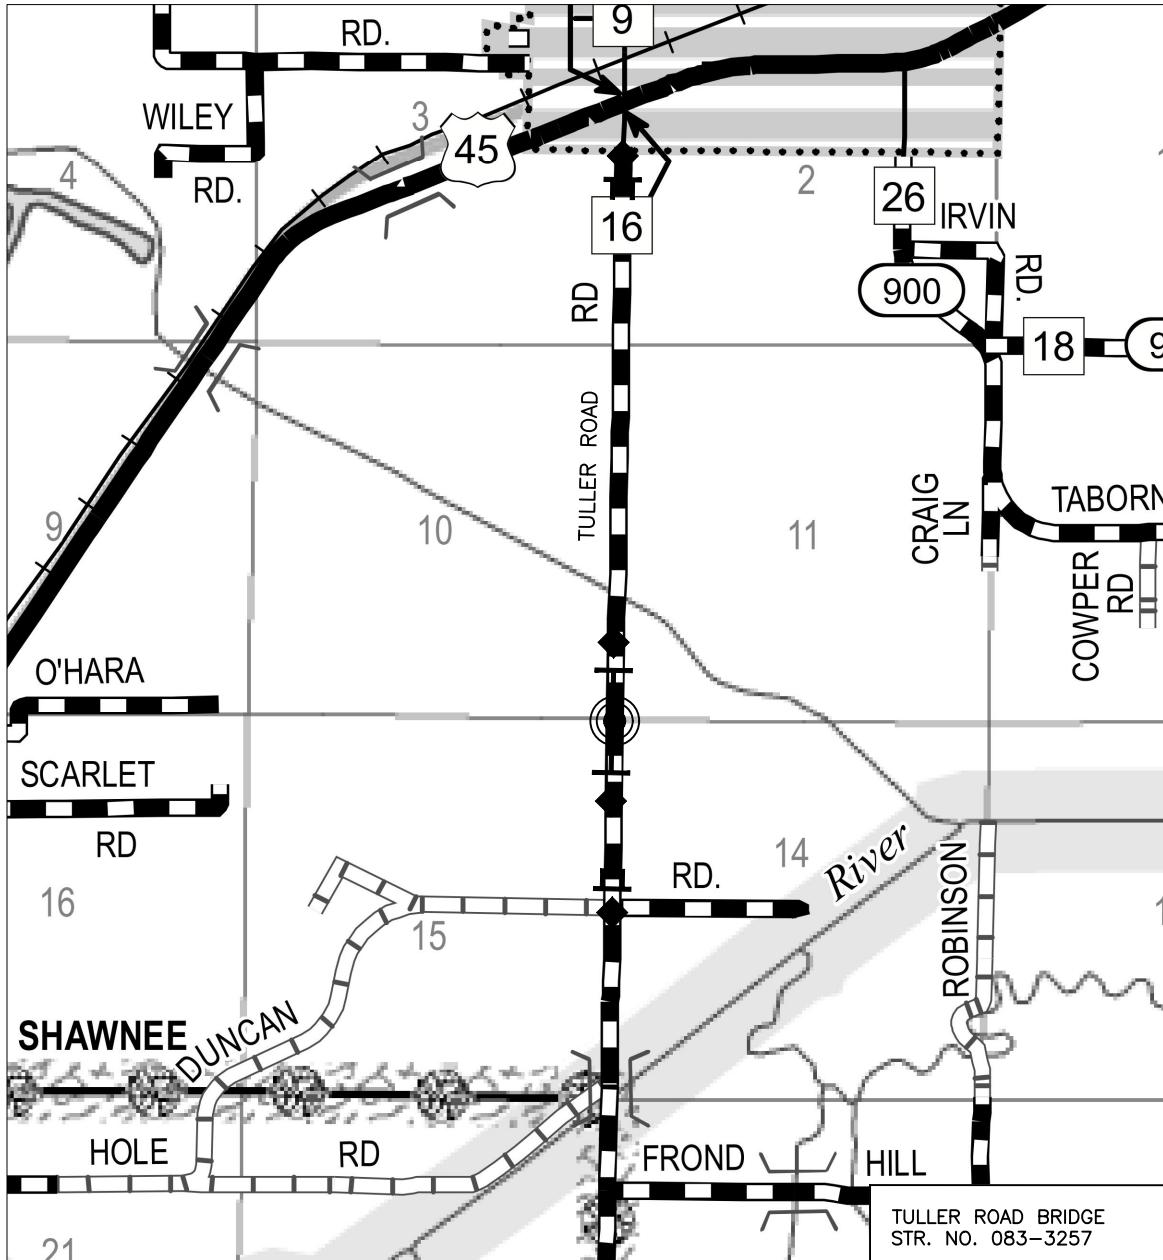 RD.
9
WILEY
3
45
4
RD.
2
26
IRVIN
16
RD.
RD
900
18
9
TULLER ROAD
9
10
11
CRAIG
LN
TABORN
COWPER
RD
O'HARA
SCARLET
RD
14
River
RD.
16
15
ROBINSON
SHAWNEE
DUNCAN
HOLE
RD
FROND
HILL
21
TULLER ROAD BRIDGE
STR. NO. 083-3257